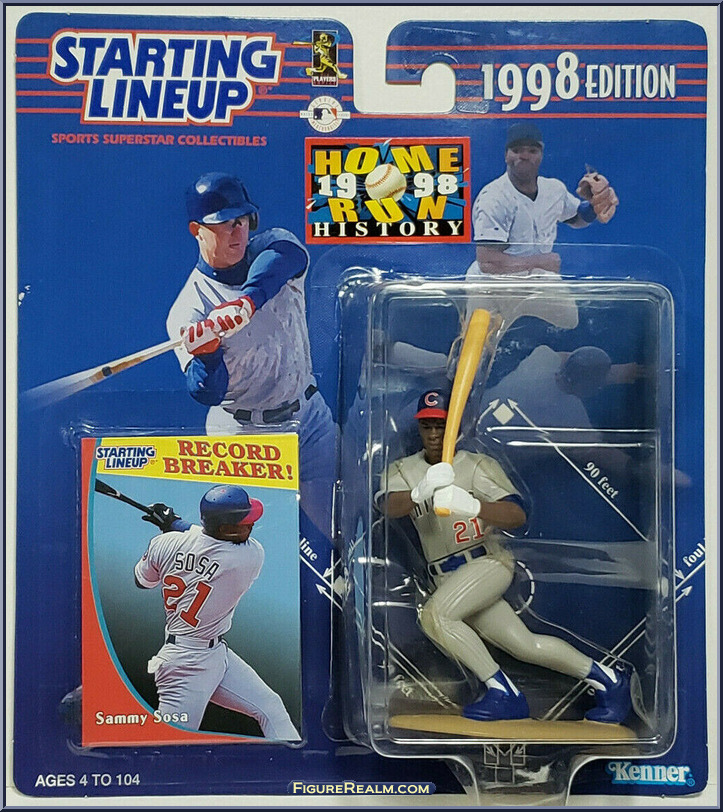 STARTING
LINEUP®
SPORTS SUPERSTAR COLLECTIBLES
PLAYERS
1998 EDITION
HOME
1998
RUN
HISTORY
STARTING
LINEUP®
RECORD
BREAKER!
SOSA
21
Sammy Sosa
C
21
90 feet
line
foul
AGES 4 TO 104
Kenner®
FIGUREREALM.COM